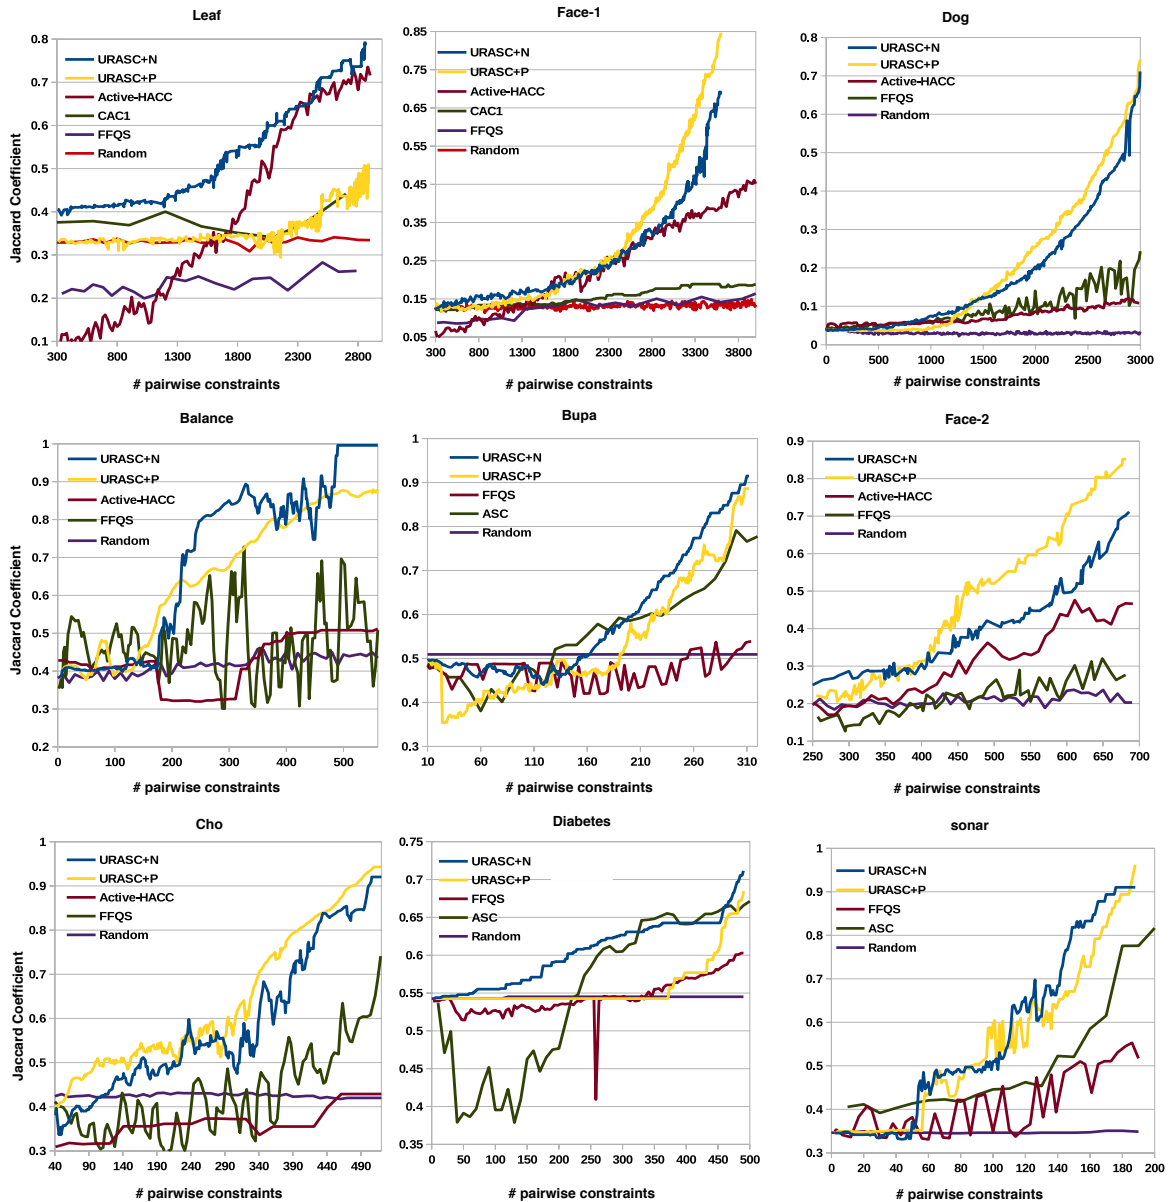 Leaf
0.8
0.7
0.6
0.5
0.4
0.3
0.2
0.1
Jaccard Coefficient
URASC+N
URASC+P
Active-HACC
CAC1
FFQS
Random
300 800 1300 1800 2300 2800
# pairwise constraints
Face-1
0.85
0.75
0.65
0.55
0.45
0.35
0.25
0.15
0.05
URASC+N
URASC+P
Active-HACC
CAC1
FFQS
Random
300 800 1300 1800 2300 2800 3300 3800
# pairwise constraints
Dog
0.8
0.7
0.6
0.5
0.4
0.3
0.2
0.1
0
URASC+N
URASC+P
Active-HACC
FFQS
Random
0 500 1000 1500 2000 2500 3000
# pairwise constraints
Balance
1
0.9
0.8
0.7
0.6
0.5
0.4
0.3
0.2
Jaccard Coefficient
URASC+N
URASC+P
Active-HACC
FFQS
Random
0 100 200 300 400 500
# pairwise constraints
Bupa
1
0.9
0.8
0.7
0.6
0.5
0.4
0.3
URASC+N
URASC+P
FFQS
ASC
Random
10 60 110 160 210 260 310
# pairwise constraints
Face-2
0.9
0.8
0.7
0.6
0.5
0.4
0.3
0.2
0.1
URASC+N
URASC+P
Active-HACC
FFQS
Random
250 300 350 400 450 500 550 600 650 700
# pairwise constraints
Cho
1
0.9
0.8
0.7
0.6
0.5
0.4
0.3
Jaccard Coefficient
URASC+N
URASC+P
Active-HACC
FFQS
Random
40 90 140 190 240 290 340 390 440 490
# pairwise constraints
Diabetes
0.75
0.65
0.6
0.55
0.5
0.45
0.4
0.35
URASC+N
URASC+P
FFQS
ASC
Random
0 50 100 150 200 250 300 350 400 450 500
# pairwise constraints
sonar
1
0.9
0.8
0.7
0.6
0.5
0.4
0.3
URASC+N
URASC+P
FFQS
ASC
Random
0 20 40 60 80 100 120 140 160 180 200
# pairwise constraints